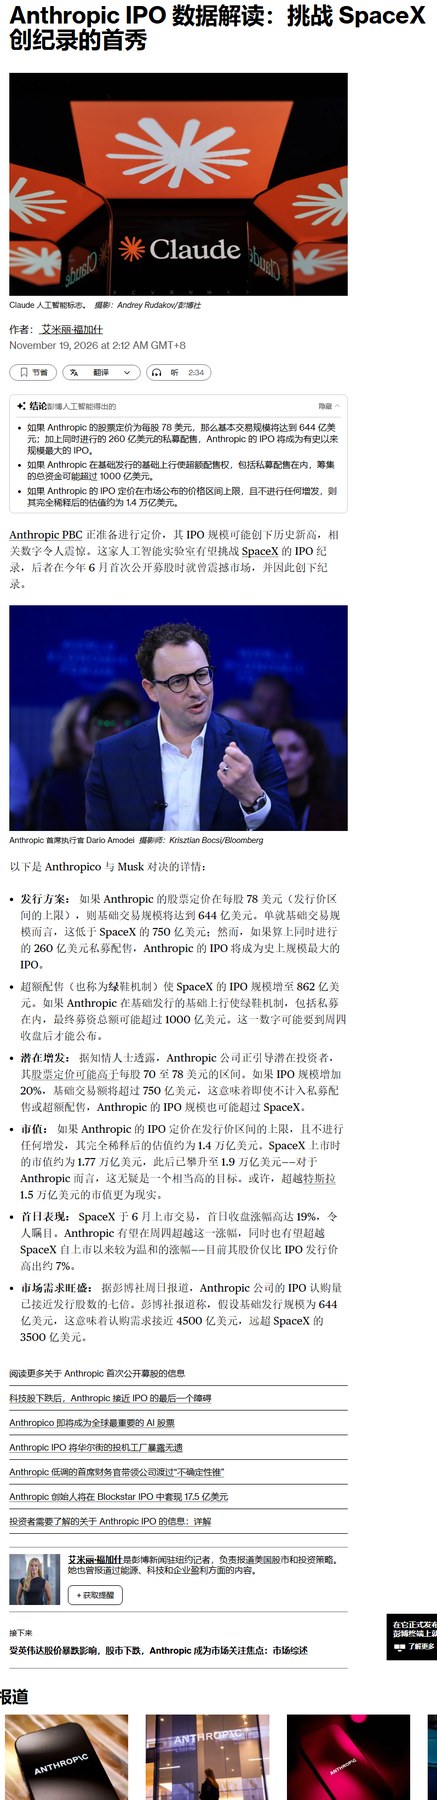 Anthropic IPO 数据解读：挑战 SpaceX
创纪录的首秀
Claude
Claude 人工智能标志。 摄影：Andrey Rudakov/彭博社
作者：艾米丽·福加什
November 19, 2026 at 2:12 AM GMT+8
节省
翻译
听 2:34
结论彭博人工智能得出的
隐藏
• 如果 Anthropic 的股票定价为每股 78 美元，那么基本交易规模将达到 644 亿美
元；加上同时进行的 260 亿美元的私募配售，Anthropic 的 IPO 将成为有史以来
规模最大的 IPO。
• 如果 Anthropic 在基础发行的基础上行使超额配售权，包括私募配售在内，筹集
的总资金可能超过 1000 亿美元。
• 如果 Anthropic 的 IPO 定价在市场公布的价格区间上限，且不进行任何增发，则
其完全稀释后的估值约为 1.4 万亿美元。
Anthropic PBC 正准备进行定价，其 IPO 规模可能创下历史新高，相
关数字令人震惊。这家人工智能实验室有望挑战 SpaceX 的 IPO 纪
录，后者在今年 6 月首次公开募股时就曾震撼市场，并因此创下纪
录。
Anthropic 首席执行官 Dario Amodei 摄影师：Krisztian Bocsi/Bloomberg
以下是 Anthropico 与 Musk 对决的详情：
• 发行方案： 如果 Anthropic 的股票定价在每股 78 美元（发行价区
间的上限），则基础交易规模将达到 644 亿美元。单就基础交易规
模而言，这低于 SpaceX 的 750 亿美元；然而，如果算上同时进行
的 260 亿美元私募配售，Anthropic 的 IPO 将成为史上规模最大的
IPO。
• 超额配售（也称为绿鞋机制）使 SpaceX 的 IPO 规模增至 862 亿美
元。如果 Anthropic 在基础发行的基础上行使绿鞋机制，包括私募
在内，最终募资总额可能超过 1000 亿美元。这一数字可能要到周四
收盘后才能公布。
• 潜在增发： 据知情人士透露，Anthropic 公司正引导潜在投资者，
其股票定价可能高于每股 70 至 78 美元的区间。如果 IPO 规模增加
20%，基础交易额将超过 750 亿美元，这意味着即使不计入私募配
售或超额配售，Anthropic 的 IPO 规模也可能超过 SpaceX。
• 市值： 如果 Anthropic 的 IPO 定价在发行价区间的上限，且不进行
任何增发，其完全稀释后的估值约为 1.4 万亿美元。SpaceX 上市时
的市值约为 1.77 万亿美元，此后已攀升至 1.9 万亿美元——对于
Anthropic 而言，这无疑是一个相当高的目标。或许，超越特斯拉
1.5 万亿美元的市值更为现实。
• 首日表现： SpaceX 于 6 月上市交易，首日收盘涨幅高达 19%，令
人瞩目。Anthropic 有望在周四超越这一涨幅，同时也有望超越
SpaceX 自上市以来较为温和的涨幅——目前其股价仅比 IPO 发行价
高出约 7%。
• 市场需求旺盛： 据彭博社周日报道，Anthropic 公司的 IPO 认购量
已接近发行股数的七倍。彭博社报道称，假设基础发行规模为 644
亿美元，这意味着认购需求接近 4500 亿美元，远超 SpaceX 的
3500 亿美元。
阅读更多关于 Anthropic 首次公开募股的信息
科技股下跌后，Anthropic 接近 IPO 的最后一个障碍
Anthropico 即将成为全球最重要的 AI 股票
Anthropic IPO 将华尔街的投机工厂暴露无遗
Anthropic 低调的首席财务官带领公司渡过“不确定性锥”
Anthropic 创始人将在 Blockstar IPO 中套现 17.5 亿美元
投资者需要了解的关于 Anthropic IPO 的信息：详解
艾米丽·福加什是彭博新闻驻纽约记者，负责报道美国股市和投资策略。
她也曾报道过能源、科技和企业盈利方面的内容。
+ 获取提醒
接下来
受英伟达股价暴跌影响，股市下跌，Anthropic 成为市场关注焦点：市场综述
在它正式发布
彭博终端上就
了解更多
报道
ANTHROP\C
ANTHROP\C
ANTHROP\C